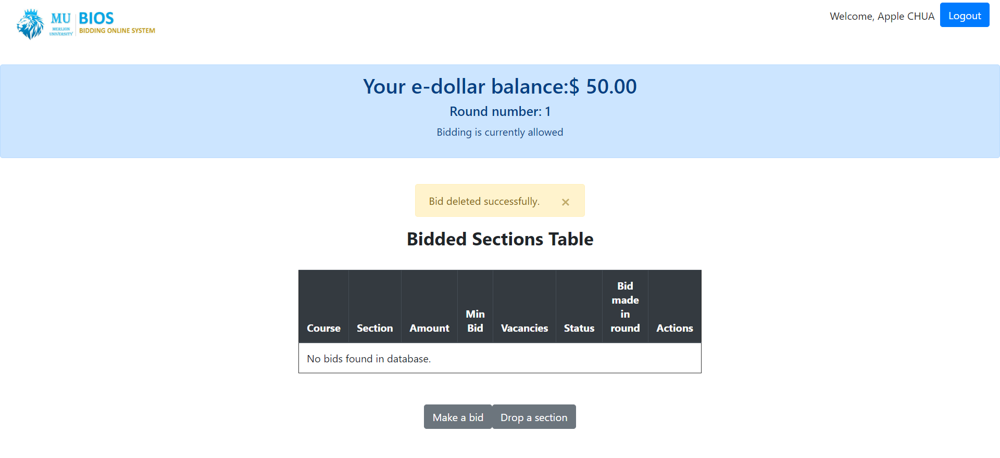 MU
MERLION
UNIVERSITY
BIOS
BIDDING ONLINE SYSTEM
Welcome, Apple CHUA
Logout
Your e-dollar balance:$ 50.00
Round number: 1
Bidding is currently allowed
Bid deleted successfully.
×
Bidded Sections Table
Course
Section
Amount
Min
Bid
Vacancies
Status
Bid
made
in
round
Actions
No bids found in database.
Make a bid
Drop a section